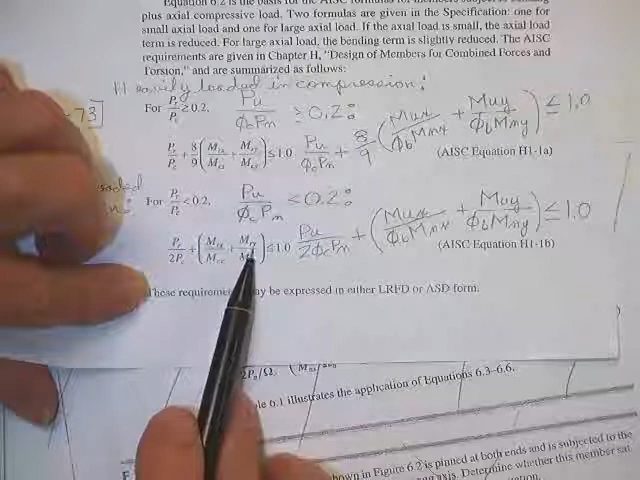 Equation 6.2 is the basis for the AISC formulas for members subject to bending
plus axial compressive load. Two formulas are given in the Specification: one for
small axial load and one for large axial load. If the axial load is small, the axial load
term is reduced. For large axial load, the bending term is slightly reduced. The AISC
requirements are given in Chapter H, "Design of Members for Combined Forces and
Torsion," and are summarized as follows:
Heavily loaded in compression:
-73]
For Pr/Pc ≥ 0.2, Pu/ϕcPn ≥ 0.2:
Pr/Pc + 8/9 (Mrx/Mcx + Mry/Mcy) ≤ 1.0 Pu/ϕcPn + 8/9 (Mux/ϕbMnx + Muy/ϕbMny) ≤ 1.0
(AISC Equation H1-1a)
For Pr/Pc < 0.2, Pu/ϕcPn < 0.2:
Pr/2Pc + (Mrx/Mcx + Mry/) ≤ 1.0 Pu/2ϕcPn + (Mux/ϕbMnx + Muy/ϕbMny) ≤ 1.0
(AISC Equation H1-1b)
These requirem ay be expressed in either LRFD or ASD form.
le 6.1 illustrates the application of Equations 6.3–6.6.
hown in Figure 6.2 is pinned at both ends and is subjected to the
axis. Determine whether this member sat